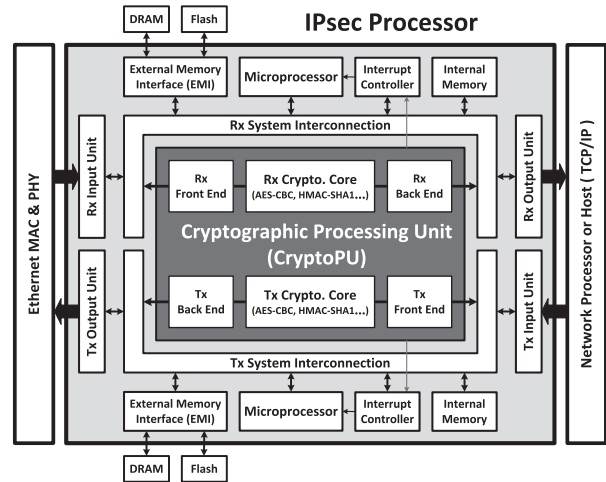 DRAM
Flash
IPsec Processor
External Memory
Interface (EMI)
Microprocessor
Interrupt
Controller
Internal
Memory
Rx System Interconnection
Ethernet MAC & PHY
Rx Input Unit
Rx
Front End
Rx Crypto. Core
(AES-CBC, HMAC-SHA1...)
Rx
Back End
Rx Output Unit
Network Processor or Host ( TCP/IP )
Cryptographic Processing Unit
(CryptoPU)
Tx Output Unit
Tx
Back End
Tx Crypto. Core
(AES-CBC, HMAC-SHA1...)
Tx
Front End
Tx Input Unit
Tx System Interconnection
External Memory
Interface (EMI)
Microprocessor
Interrupt
Controller
Internal
Memory
DRAM
Flash